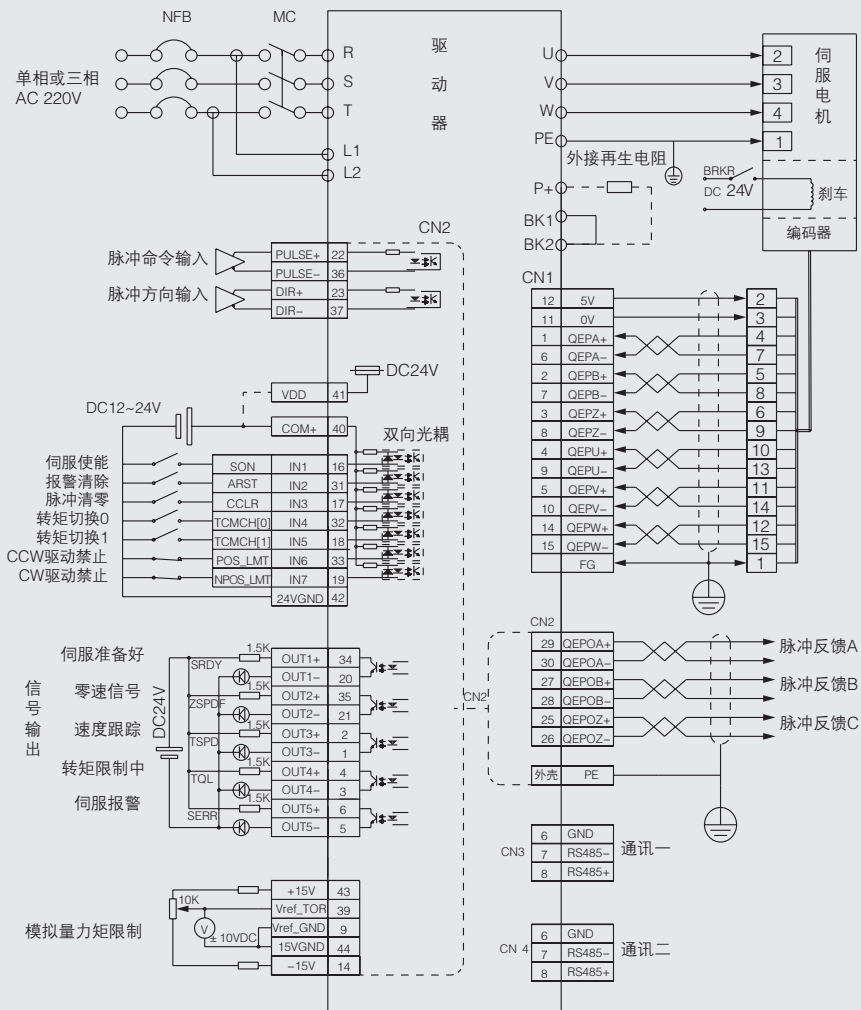 NFB MC
单相或三相
AC 220V
R
S
T
L1
L2
驱
动
器
U
V
W
PE
2
3
4
1
伺
服
电
机
外接再生电阻
P+
BK1
BK2
BRKR
DC 24V
刹车
编码器
CN2
脉冲命令输入
PULSE+ 22
PULSE- 36
脉冲方向输入
DIR+ 23
DIR- 37
DC24V
VDD 41
DC12~24V
COM+ 40
双向光耦
伺服使能 SON IN1 16
报警清除 ARST IN2 31
脉冲清零 CCLR IN3 17
转矩切换0 TCMCH[0] IN4 32
转矩切换1 TCMCH[1] IN5 18
CCW驱动禁止 POS_LMT IN6 33
CW驱动禁止 NPOS_LMT IN7 19
24VGND 42
信
号
输
出
DC24V
伺服准备好 SRDY 1.5K OUT1+ 34
OUT1- 20
零速信号 ZSPDF 1.5K OUT2+ 35
OUT2- 21
速度跟踪 TSPD 1.5K OUT3+ 2
OUT3- 1
转矩限制中 TQL 1.5K OUT4+ 4
OUT4- 3
伺服报警 SERR 1.5K OUT5+ 6
OUT5- 5
CN2
模拟量力矩限制
10K
V
± 10VDC
+15V 43
Vref_TOR 39
Vref_GND 9
15VGND 44
-15V 14
CN1
12 5V 2
11 0V 3
1 QEPA+ 4
6 QEPA- 7
2 QEPB+ 5
7 QEPB- 8
3 QEPZ+ 6
8 QEPZ- 9
4 QEPU+ 10
9 QEPU- 13
5 QEPV+ 11
10 QEPV- 14
14 QEPW+ 12
15 QEPW- 15
FG 1
CN2
29 QEPOA+ 脉冲反馈A
30 QEPOA-
27 QEPOB+ 脉冲反馈B
28 QEPOB-
25 QEPOZ+ 脉冲反馈C
26 QEPOZ-
外壳 PE
CN3
6 GND
7 RS485- 通讯一
8 RS485+
CN 4
6 GND
7 RS485- 通讯二
8 RS485+